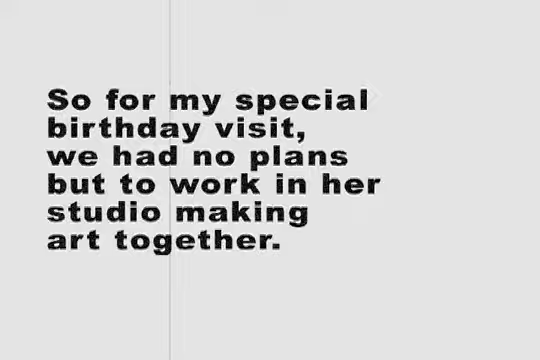 So for my special
birthday visit,
we had no plans
but to work in her
studio making
art together.